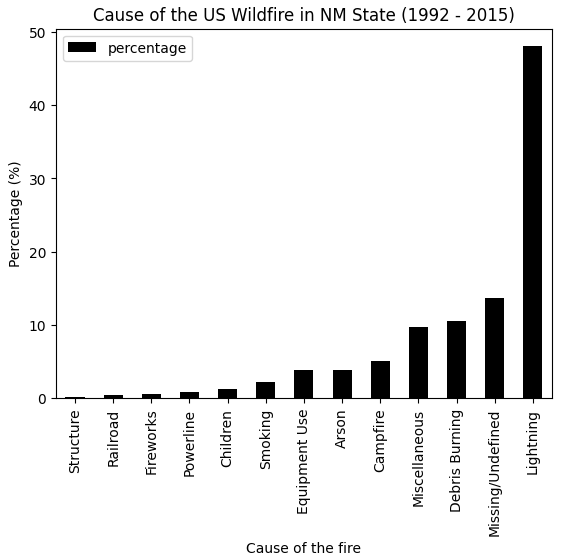 Cause of the US Wildfire in NM State (1992 - 2015)
percentage
Percentage (%)
50
40
30
20
10
0
Structure
Railroad
Fireworks
Powerline
Children
Smoking
Equipment Use
Arson
Campfire
Miscellaneous
Debris Burning
Missing/Undefined
Lightning
Cause of the fire